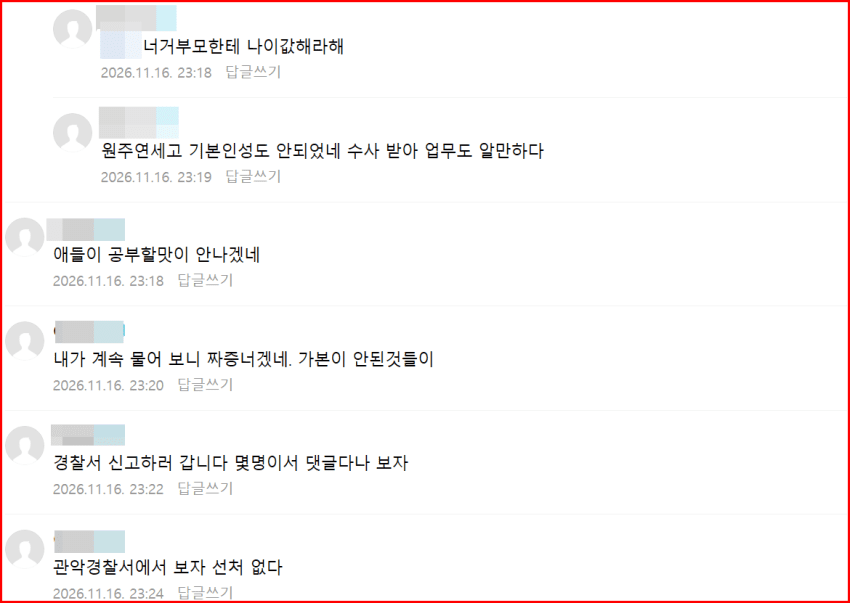 너거부모한테 나이값해라해
2026.11.16. 23:18 답글쓰기
원주연세고 기본인성도 안되었네 수사 받아 업무도 알만하다
2026.11.16. 23:19 답글쓰기
애들이 공부할맛이 안나겠네
2026.11.16. 23:18 답글쓰기
내가 계속 물어 보니 짜증너겠네. 가본이 안된것들이
2026.11.16. 23:20 답글쓰기
경찰서 신고하러 갑니다 몇명이서 댓글다나 보자
2026.11.16. 23:22 답글쓰기
관악경찰서에서 보자 선처 없다
2026.11.16. 23:24 답글쓰기